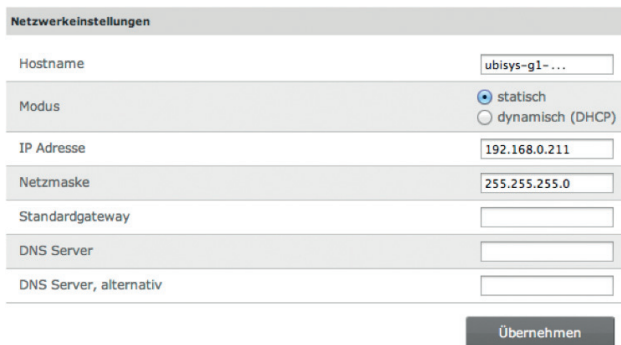 Netzwerkeinstellungen
Hostname ubisys-g1-...
Modus statisch
dynamisch (DHCP)
IP Adresse 192.168.0.211
Netzmaske 255.255.255.0
Standardgateway
DNS Server
DNS Server, alternativ
Übernehmen